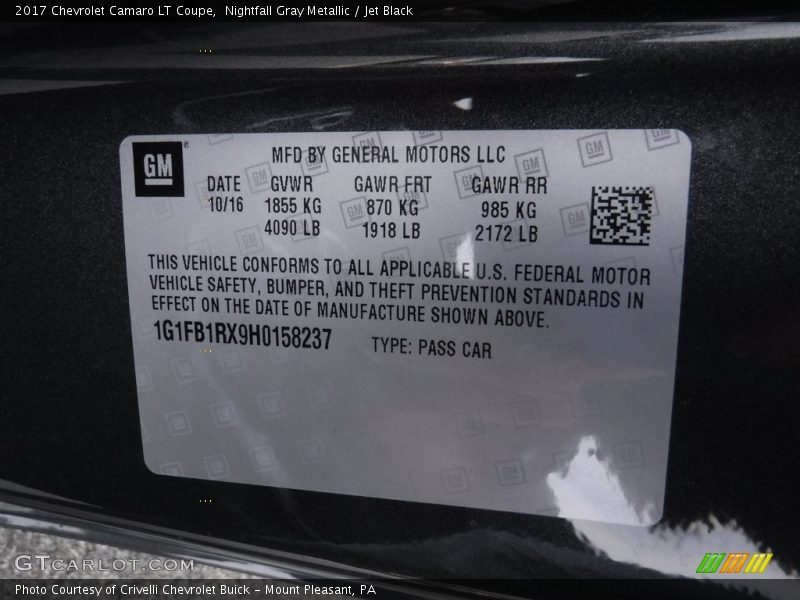 2017 Chevrolet Camaro LT Coupe, Nightfall Gray Metallic / Jet Black
GM®
MFD BY GENERAL MOTORS LLC
DATE GVWR GAWR FRT GAWR RR
10/16 1855 KG 870 KG 985 KG
4090 LB 1918 LB 2172 LB
THIS VEHICLE CONFORMS TO ALL APPLICABLE U.S. FEDERAL MOTOR
VEHICLE SAFETY, BUMPER, AND THEFT PREVENTION STANDARDS IN
EFFECT ON THE DATE OF MANUFACTURE SHOWN ABOVE.
1G1FB1RX9H0158237 TYPE: PASS CAR
GTCARLOT.COM
Photo Courtesy of Crivelli Chevrolet Buick – Mount Pleasant, PA